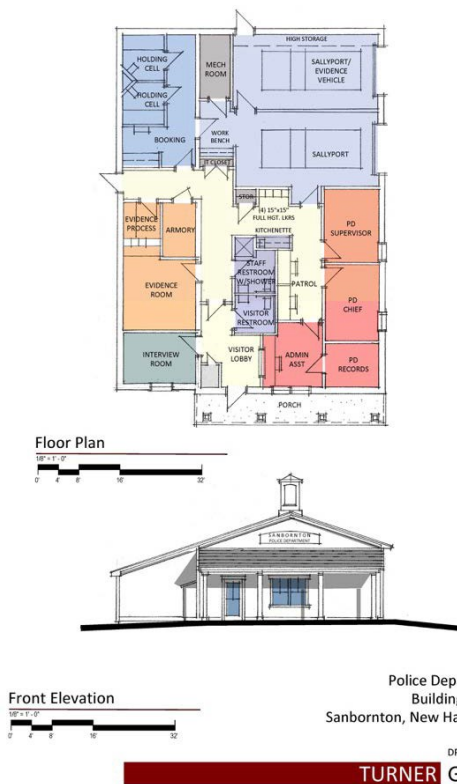 HIGH STORAGE
HOLDING
CELL
MECH
ROOM
SALLYPORT/
EVIDENCE
VEHICLE
HOLDING
CELL
BOOKING
WORK
BENCH
SALLYPORT
IT CLOSET
STOR
(4) 15"x15"
FULL HGT. LKRS
KITCHENETTE
EVIDENCE
PROCESS
ARMORY
PD
SUPERVISOR
STAFF
RESTROOM
W/SHOWER
PATROL
EVIDENCE
ROOM
PD
CHIEF
VISITOR
RESTROOM
INTERVIEW
ROOM
VISITOR
LOBBY
ADMIN
ASST
PD
RECORDS
PORCH
Floor Plan
1/8" = 1' - 0"
0' 4' 8' 16' 32'
SANBORNTON
POLICE DEPARTMENT
Front Elevation
1/8" = 1' - 0"
0' 4' 8' 16' 32'
Police Dep
Building
Sanbornton, New Ha
DR
TURNER G